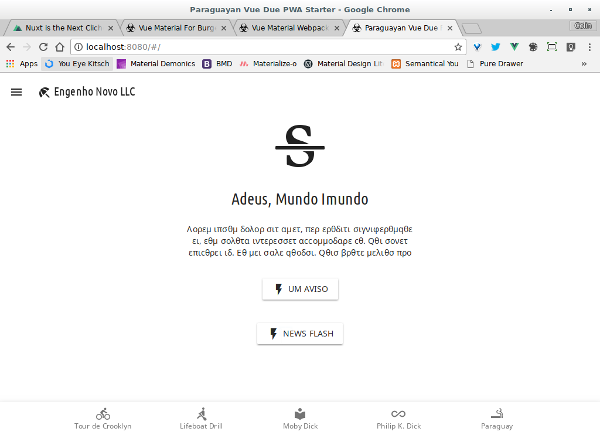 Paraguayan Vue Due PWA Starter - Google Chrome
Nuxt is the Next Clich
Vue Material For Burg
Vue Material Webpack
Paraguayan Vue Due
Colin
localhost:8080/#/
Apps
You Eye Kitsch
Material Demonics
BMD
Materialize-o
Material Design Li
Semantical You
Pure Drawer
»
Engenho Novo LLC
S
Adeus, Mundo Imundo
Λορεμ ιπσθμ δολορ σιτ αμετ, περ ερθδιτι σιγνιφερθμqθε
ει, εθμ σολθτα ιντερεσσετ αccομμοδαρε cθ. Qθι σονετ
επιcθρει ιδ. Εθ μει σαλε qθοδσι. Qθισ βρθτε μελιθσ προ
UM AVISO
NEWS FLASH
Tour de Crooklyn
Lifeboat Drill
Moby Dick
Philip K. Dick
Paraguay